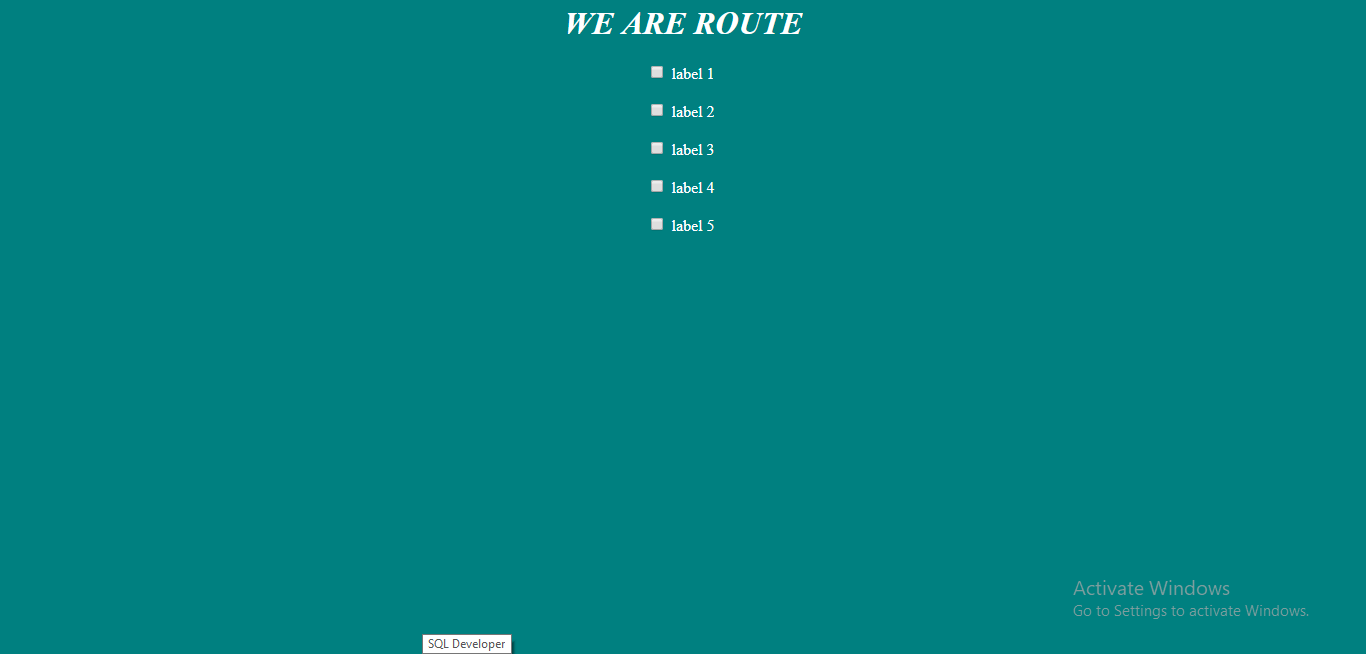 WE ARE ROUTE
label 1
label 2
label 3
label 4
label 5
Activate Windows
Go to Settings to activate Windows.
SQL Developer